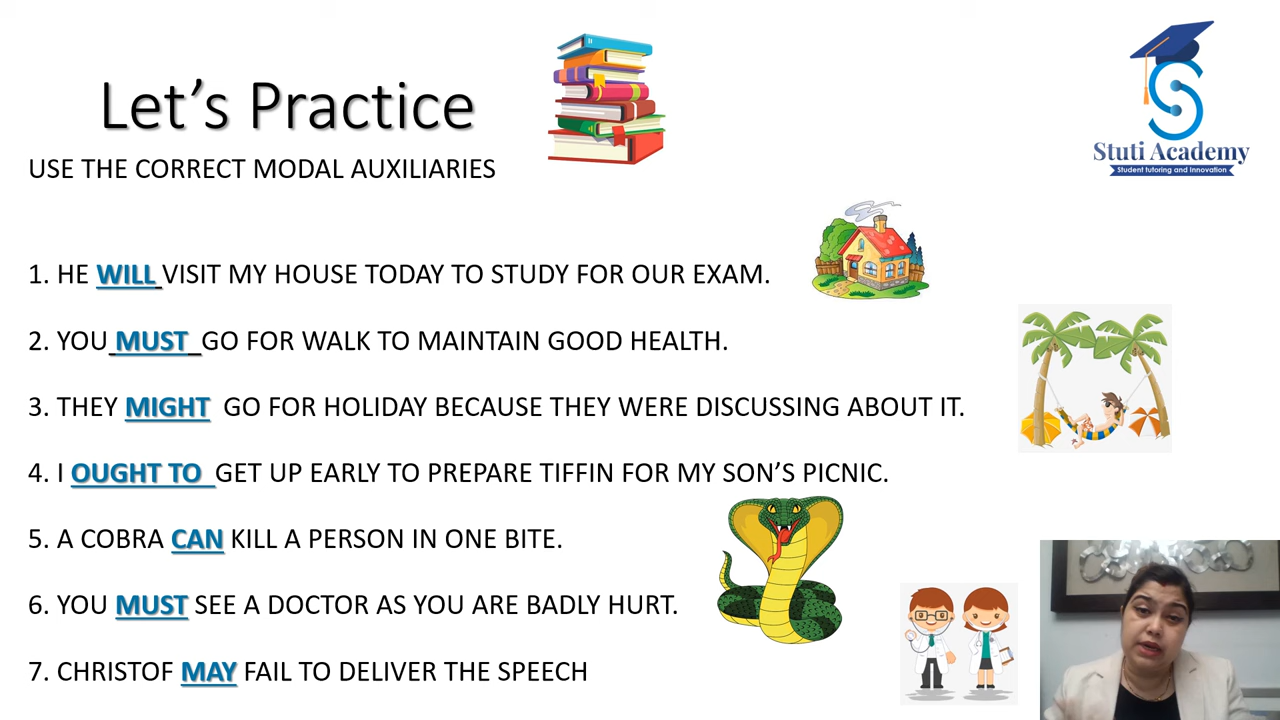 Let's Practice
USE THE CORRECT MODAL AUXILIARIES
Stuti Academy
Student tutoring and Innovation
1. HE WILL VISIT MY HOUSE TODAY TO STUDY FOR OUR EXAM.
2. YOU MUST GO FOR WALK TO MAINTAIN GOOD HEALTH.
3. THEY MIGHT GO FOR HOLIDAY BECAUSE THEY WERE DISCUSSING ABOUT IT.
4. I OUGHT TO GET UP EARLY TO PREPARE TIFFIN FOR MY SON'S PICNIC.
5. A COBRA CAN KILL A PERSON IN ONE BITE.
6. YOU MUST SEE A DOCTOR AS YOU ARE BADLY HURT.
7. CHRISTOF MAY FAIL TO DELIVER THE SPEECH